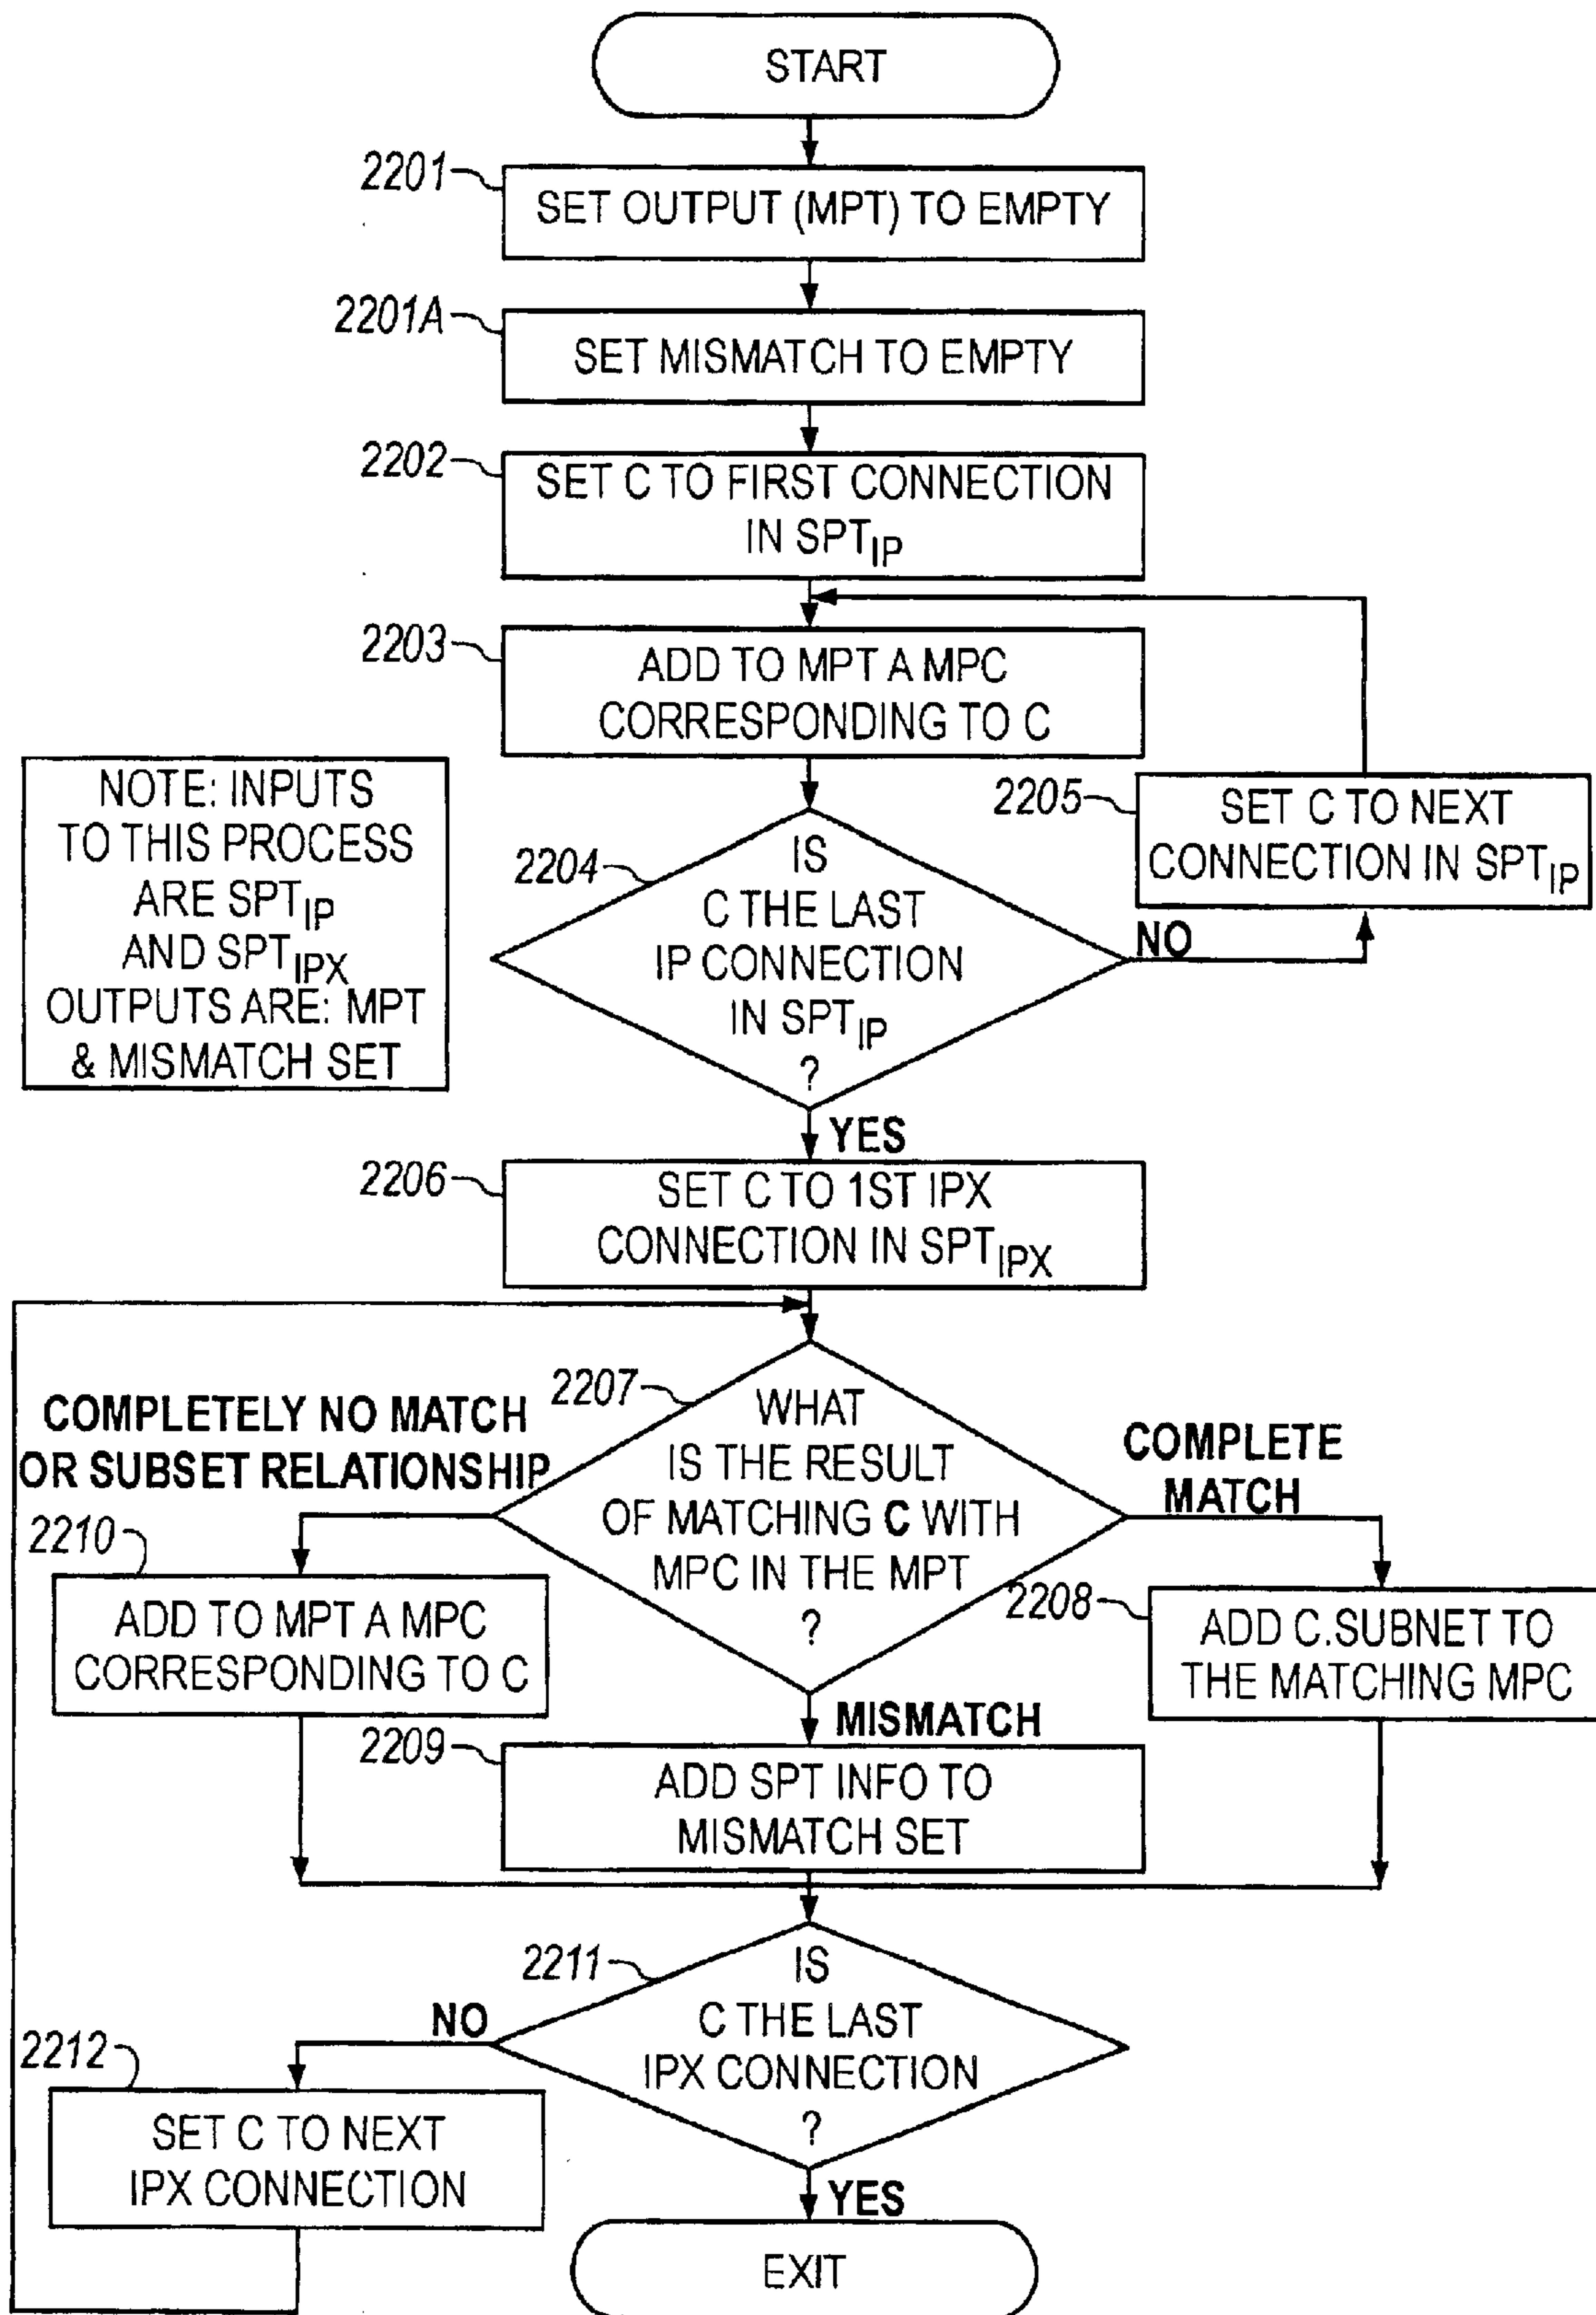 START
2201
SET OUTPUT (MPT) TO EMPTY
2201A
SET MISMATCH TO EMPTY
2202
SET C TO FIRST CONNECTION
IN SPT_IP
2203
ADD TO MPT A MPC
CORRESPONDING TO C
NOTE: INPUTS
TO THIS PROCESS
ARE SPT_IP
AND SPT_IPX
OUTPUTS ARE: MPT
& MISMATCH SET
2205
SET C TO NEXT
CONNECTION IN SPT_IP
2204
IS
C THE LAST
IP CONNECTION
IN SPT_IP
?
NO
YES
2206
SET C TO 1ST IPX
CONNECTION IN SPT_IPX
2207
WHAT
IS THE RESULT
OF MATCHING C WITH
MPC IN THE MPT
?
COMPLETELY NO MATCH
OR SUBSET RELATIONSHIP
COMPLETE
MATCH
2210
ADD TO MPT A MPC
CORRESPONDING TO C
2208
ADD C.SUBNET TO
THE MATCHING MPC
MISMATCH
2209
ADD SPT INFO TO
MISMATCH SET
2211
IS
C THE LAST
IPX CONNECTION
?
NO
2212
SET C TO NEXT
IPX CONNECTION
YES
EXIT